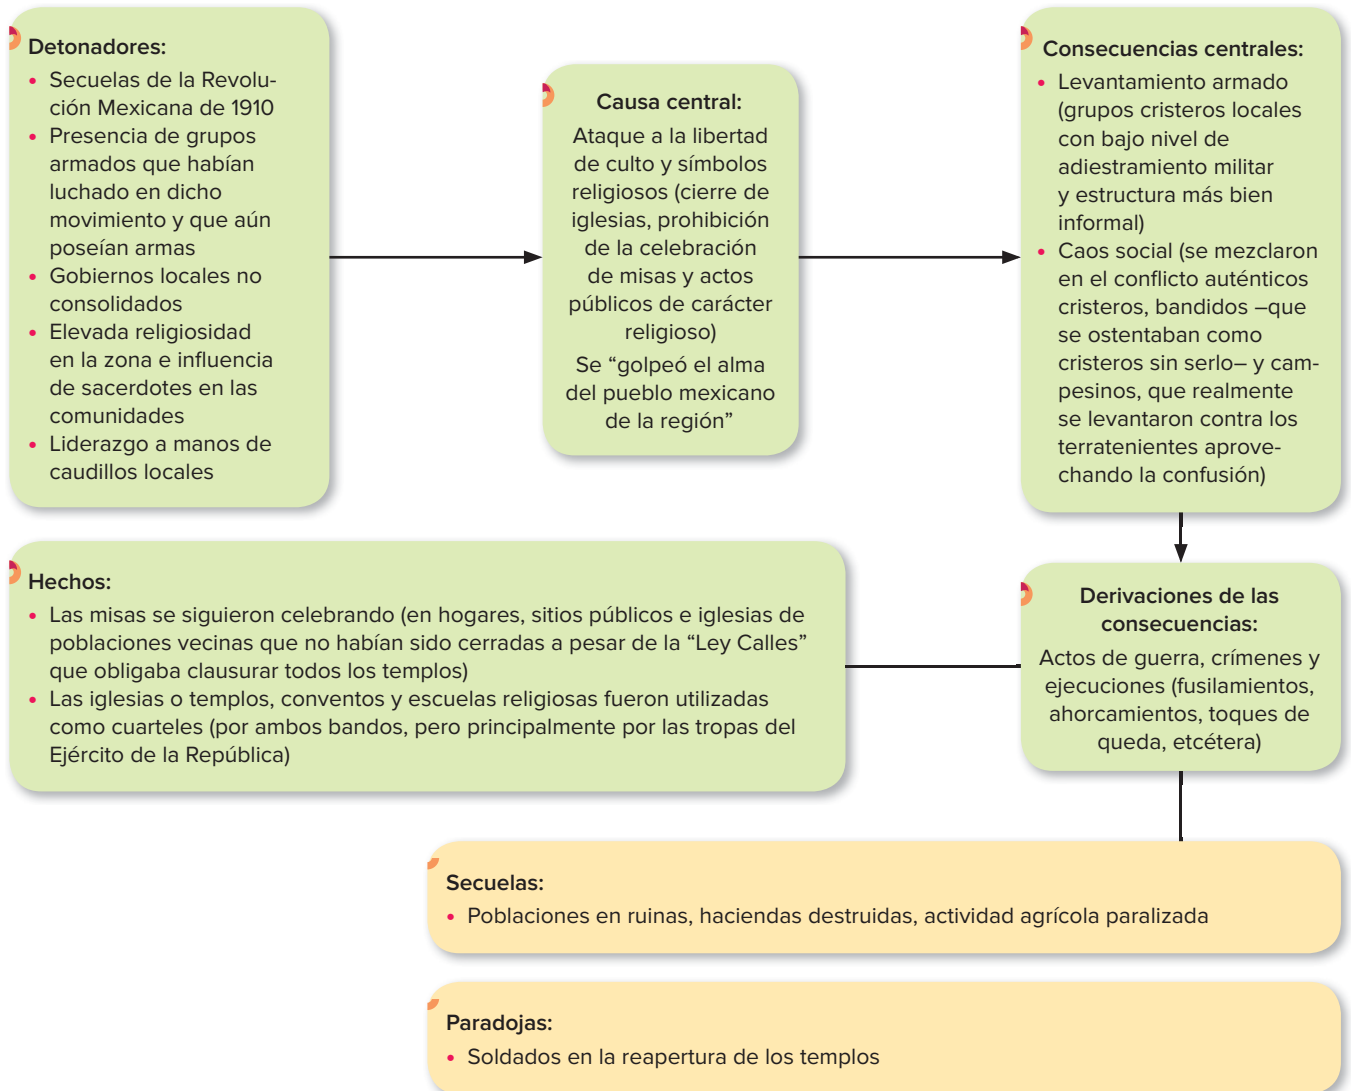 Detonadores:
• Secuelas de la Revolu-
ción Mexicana de 1910
• Presencia de grupos
armados que habían
luchado en dicho
movimiento y que aún
poseían armas
• Gobiernos locales no
consolidados
• Elevada religiosidad
en la zona e influencia
de sacerdotes en las
comunidades
• Liderazgo a manos de
caudillos locales
Causa central:
Ataque a la libertad
de culto y símbolos
religiosos (cierre de
iglesias, prohibición
de la celebración
de misas y actos
públicos de carácter
religioso)
Se “golpeó el alma
del pueblo mexicano
de la región”
Consecuencias centrales:
• Levantamiento armado
(grupos cristeros locales
con bajo nivel de
adiestramiento militar
y estructura más bien
informal)
• Caos social (se mezclaron
en el conflicto auténticos
cristeros, bandidos –que
se ostentaban como
cristeros sin serlo– y cam-
pesinos, que realmente
se levantaron contra los
terratenientes aprove-
chando la confusión)
Hechos:
• Las misas se siguieron celebrando (en hogares, sitios públicos e iglesias de
poblaciones vecinas que no habían sido cerradas a pesar de la “Ley Calles”
que obligaba clausurar todos los templos)
• Las iglesias o templos, conventos y escuelas religiosas fueron utilizadas
como cuarteles (por ambos bandos, pero principalmente por las tropas del
Ejército de la República)
Derivaciones de las
consecuencias:
Actos de guerra, crímenes y
ejecuciones (fusilamientos,
ahorcamientos, toques de
queda, etcétera)
Secuelas:
• Poblaciones en ruinas, haciendas destruidas, actividad agrícola paralizada
Paradojas:
• Soldados en la reapertura de los templos